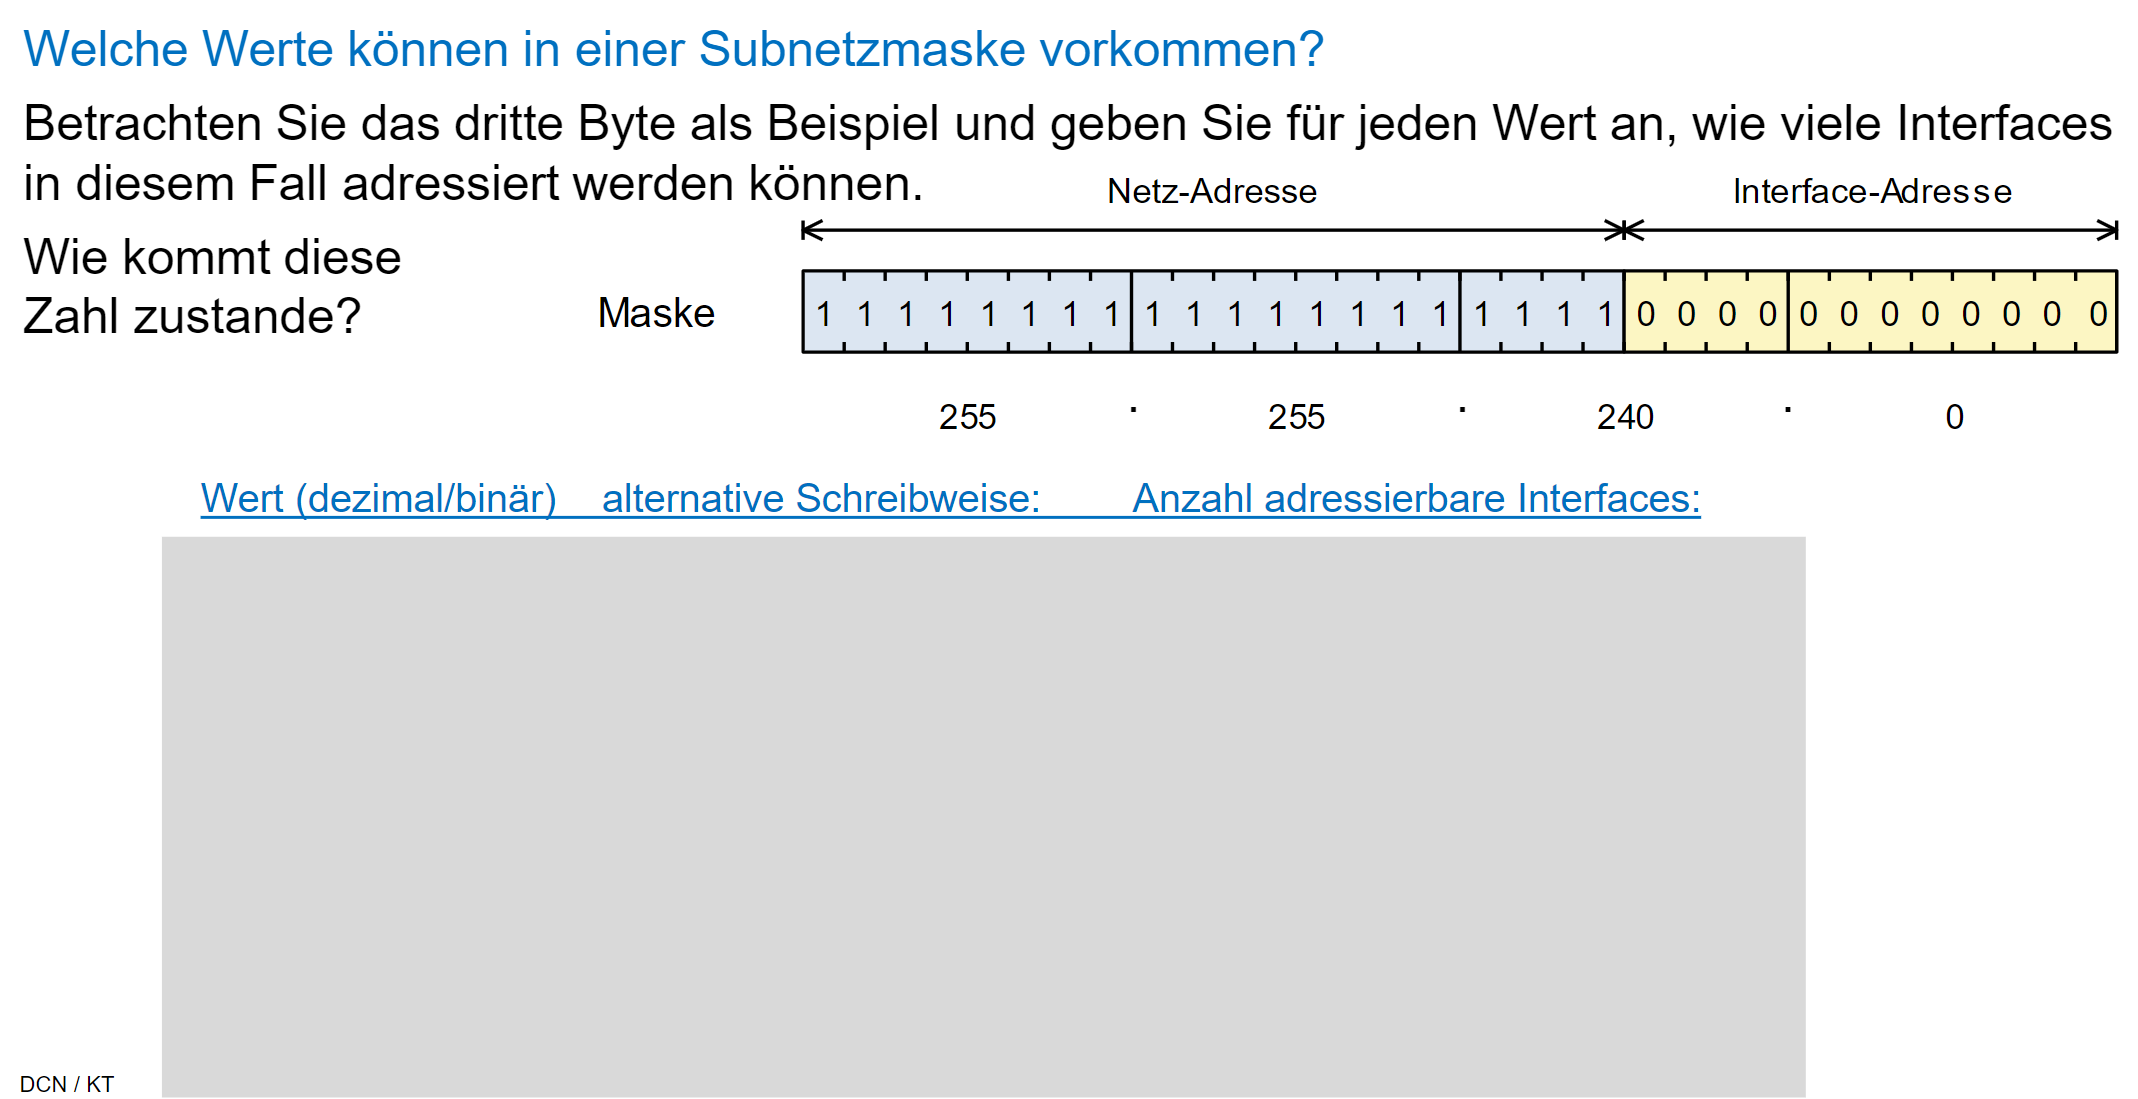 Welche Werte können in einer Subnetzmaske vorkommen?
Betrachten Sie das dritte Byte als Beispiel und geben Sie für jeden Wert an, wie viele Interfaces
in diesem Fall adressiert werden können.
Netz-Adresse Interface-Adresse
Wie kommt diese
Zahl zustande?
Maske 1 1 1 1 1 1 1 1 1 1 1 1 1 1 1 1 1 1 1 1 0 0 0 0 0 0 0 0 0 0 0 0
255 . 255 . 240 . 0
Wert (dezimal/binär) alternative Schreibweise: Anzahl adressierbare Interfaces:
DCN / KT